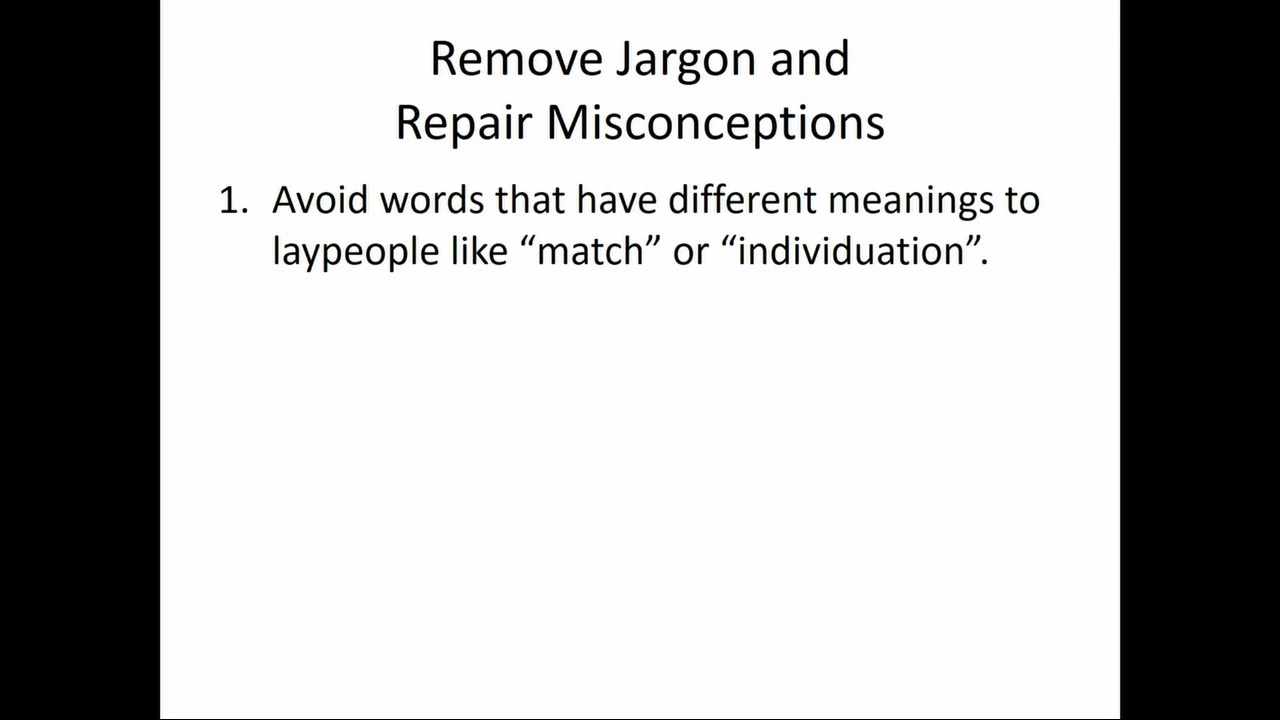 Remove Jargon and
Repair Misconceptions
1. Avoid words that have different meanings to
laypeople like “match” or “individuation”.